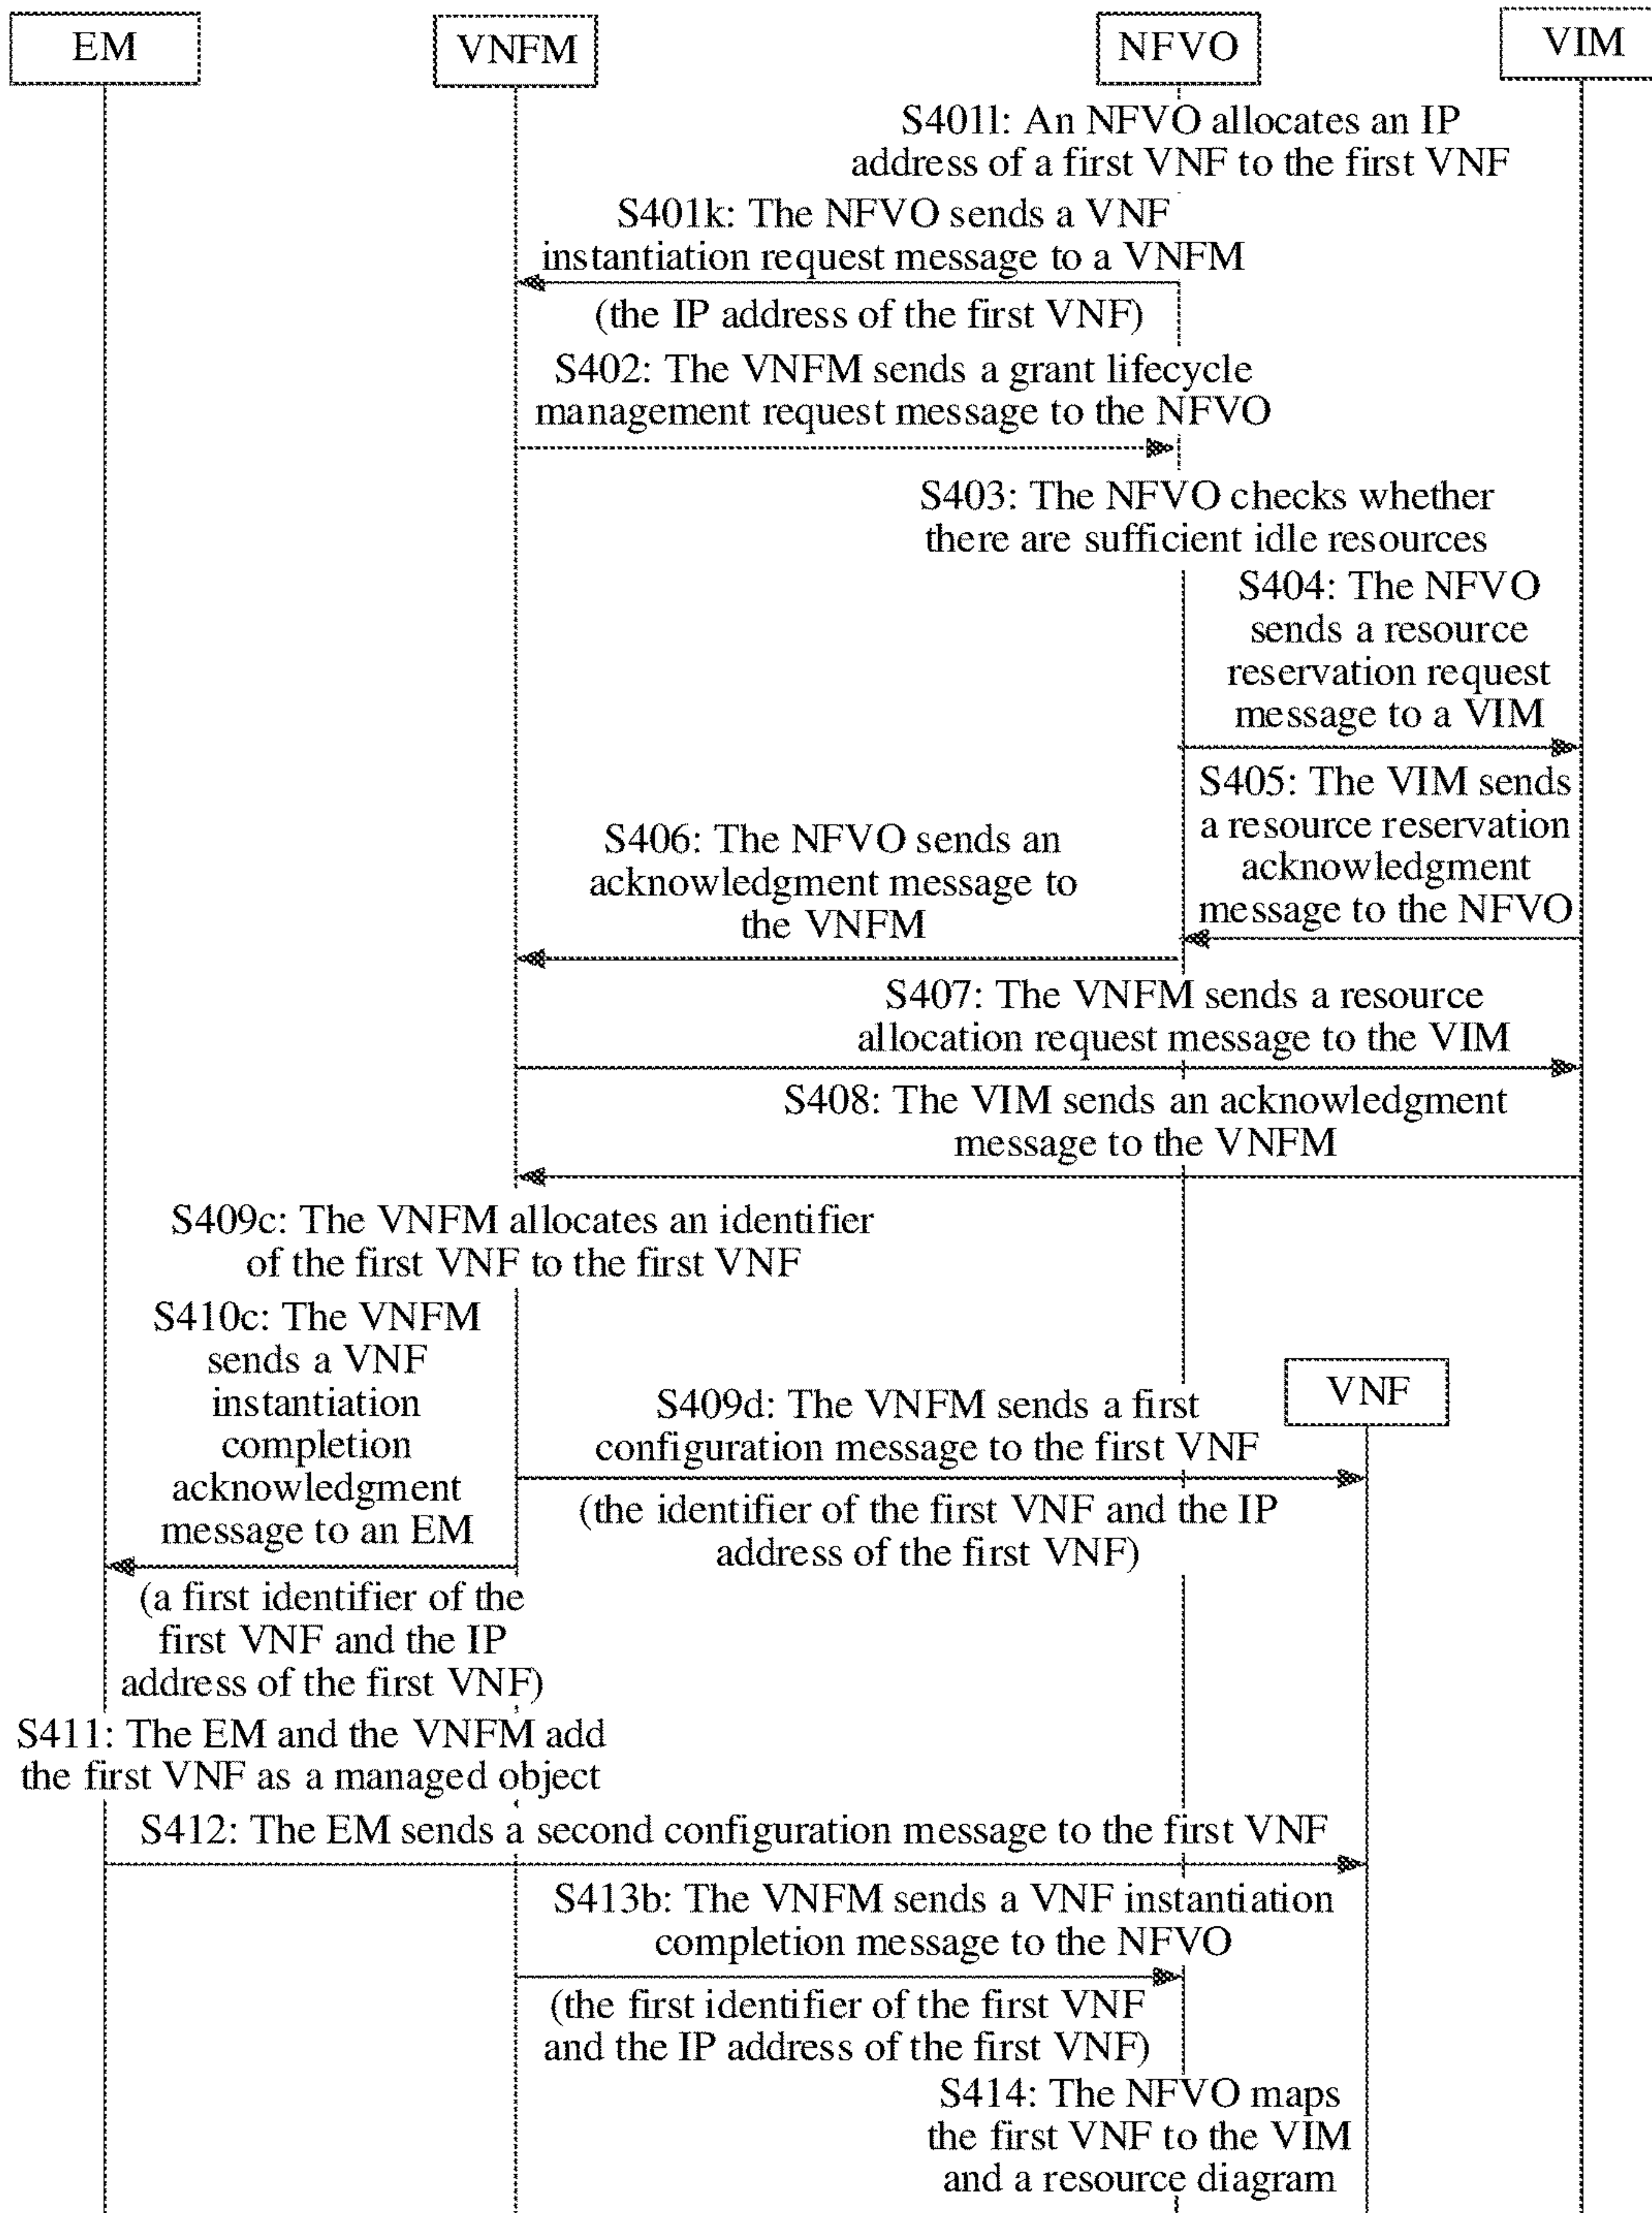 EM
VNFM
NFVO
VIM
S401l: An NFVO allocates an IP
address of a first VNF to the first VNF
S401k: The NFVO sends a VNF
instantiation request message to a VNFM
(the IP address of the first VNF)
S402: The VNFM sends a grant lifecycle
management request message to the NFVO
S403: The NFVO checks whether
there are sufficient idle resources
S404: The NFVO
sends a resource
reservation request
message to a VIM
S405: The VIM sends
a resource reservation
acknowledgment
message to the NFVO
S406: The NFVO sends an
acknowledgment message to
the VNFM
S407: The VNFM sends a resource
allocation request message to the VIM
S408: The VIM sends an acknowledgment
message to the VNFM
S409c: The VNFM allocates an identifier
of the first VNF to the first VNF
S410c: The VNFM
sends a VNF
instantiation
completion
acknowledgment
message to an EM
(a first identifier of the
first VNF and the IP
address of the first VNF)
VNF
S409d: The VNFM sends a first
configuration message to the first VNF
(the identifier of the first VNF and the IP
address of the first VNF)
S411: The EM and the VNFM add
the first VNF as a managed object
S412: The EM sends a second configuration message to the first VNF
S413b: The VNFM sends a VNF instantiation
completion message to the NFVO
(the first identifier of the first VNF
and the IP address of the first VNF)
S414: The NFVO maps
the first VNF to the VIM
and a resource diagram